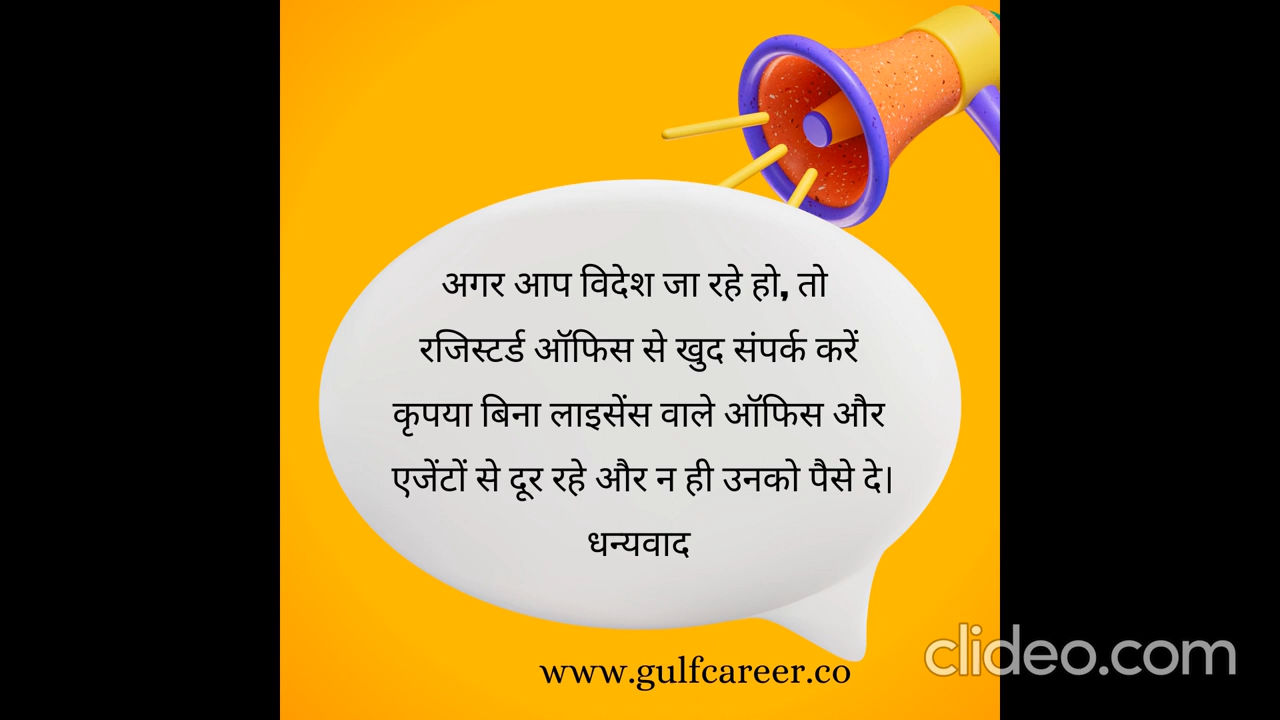 अगर आप विदेश जा रहे हो, तो
रजिस्टर्ड ऑफिस से खुद संपर्क करें
कृपया बिना लाइसेंस वाले ऑफिस और
एजेंटों से दूर रहे और न ही उनको पैसे दे।
धन्यवाद
www.gulfcareer.co
clideo.com